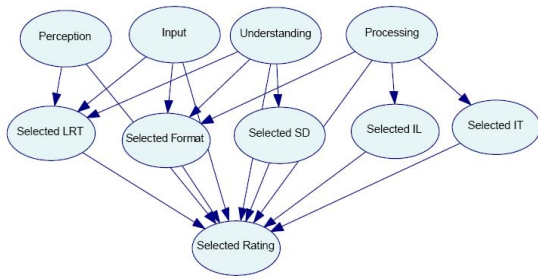 Perception
Input
Understanding
Processing
Selected LRT
Selected Format
Selected SD
Selected IL
Selected IT
Selected Rating